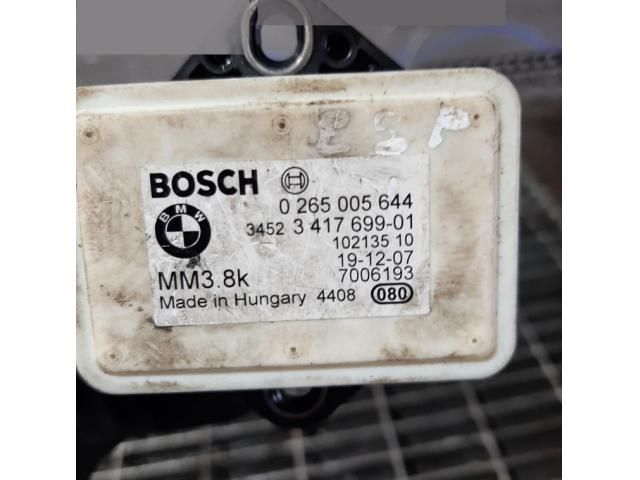 ESP
BOSCH
0 265 005 644
BMW
3452 3 417 699-01
102135 10
19-12-07
MM3.8k 7006193
Made in Hungary 4408 080